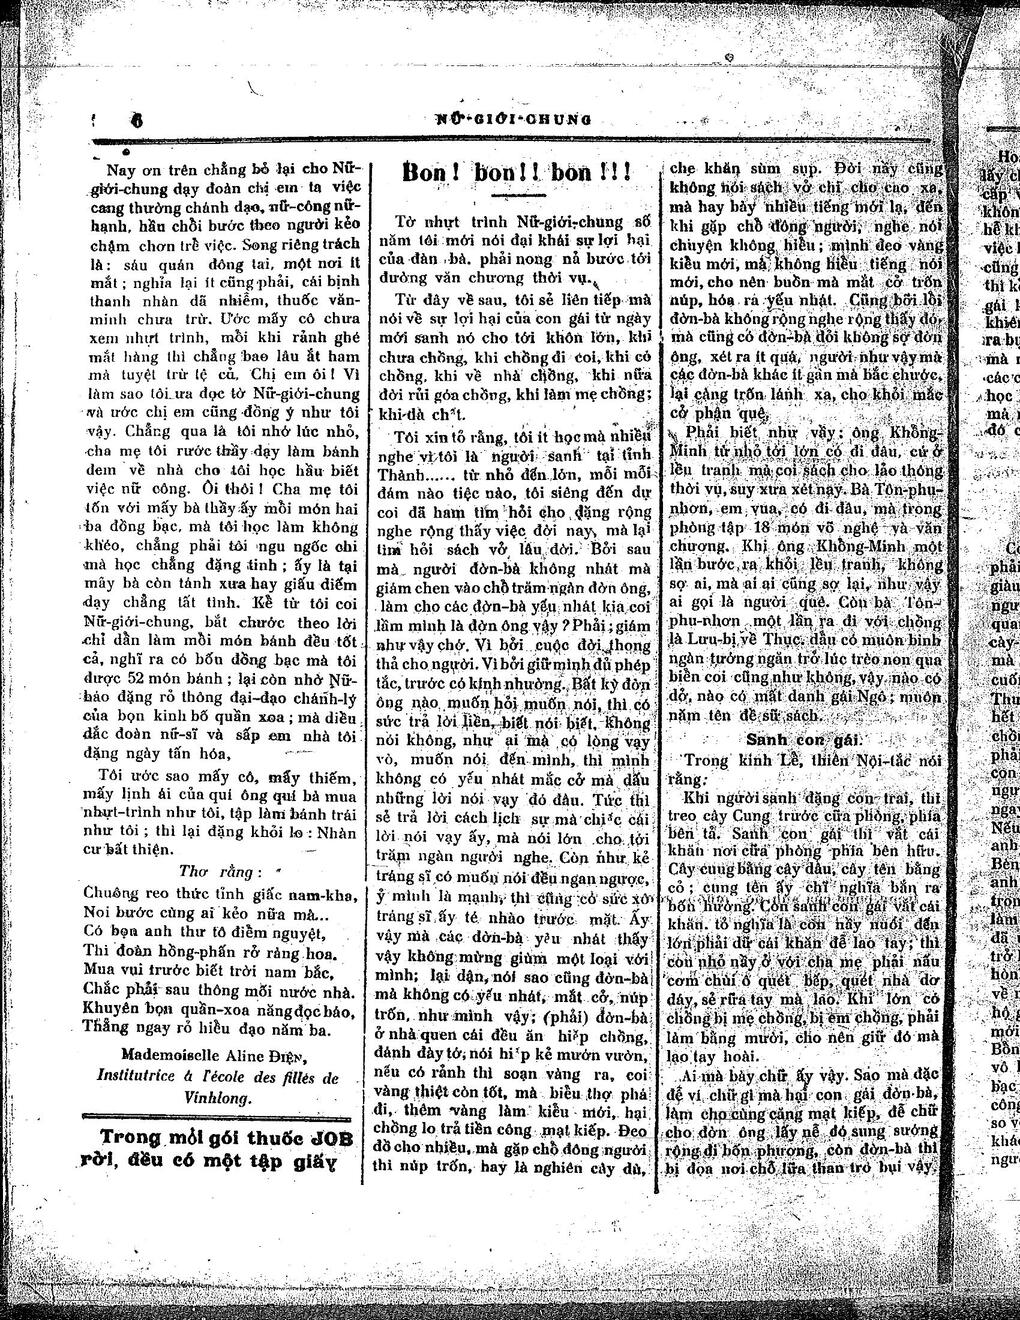 6
NỮ-GIỚI-CHUNG
Nay ơn trên chẳng bỏ lại cho Nữ-
giới-chung dạy đoàn chị em ta việc
cang thường chánh dạo, nữ-công nữ-
hạnh, hầu chồi bước theo người kẻo
chậm chơn trễ việc. Song riêng trách
là: sáu quán đông tai, một nơi ít
mắt; nghĩa lại ít cũng phải, cái bịnh
thanh nhàn dã nhiễm, thuốc văn-
minh chưa trừ. Ước mấy cô chưa
xem nhựt trình, mỗi khi rảnh ghé
mắt hàng thì chẳng bao lâu ắt ham
mà tuyệt trừ tệ cũ. Chị em ôi! Vì
làm sao tôi ưa đọc tờ Nữ-giới-chung
và ước chị em cũng đồng ý như tôi
vậy. Chẳng qua là tôi nhớ lúc nhỏ,
cha mẹ tôi rước thầy dạy làm bánh
dem về nhà cho tôi học hầu biết
việc nữ công. Ôi thôi! Cha mẹ tôi
tốn với mấy bà thầy ấy mỗi món hai
ba dồng bạc, mà tôi học làm không
khéo, chẳng phải tôi ngu ngốc chi
mà học chẳng dặng tinh; ấy là tại
mấy bà còn tánh xưa hay giấu diếm
dạy chẳng tất tình. Kể từ tôi coi
Nữ-giới-chung, bắt chước theo lời
chỉ dẫn làm mỗi món bánh đều tốt
cả, nghĩ ra có bốn dồng bạc mà tôi
dược 52 món bánh; lại còn nhờ Nữ-
báo dặng rỏ thông đại-đạo chánh-lý
của bọn kinh bố quần xoa; mà diều
dắc đoàn nữ-sĩ và sấp em nhà tôi
dặng ngày tấn hóa,
Tôi ước sao mấy cô, mấy thiếm,
mấy lịnh ái của quí ông quí bà mua
nhựt-trình như tôi, tập làm bánh trái
như tôi; thì lại dặng khỏi lo: Nhàn
cư bất thiện.
Thơ rằng:
Chuông reo thức tỉnh giấc nam-kha,
Noi bước cùng ai kẻo nữa mà...
Có bọn anh thư tô điểm nguyệt,
Thi đoàn hồng-phấn rở ràng hoa.
Mua vui trước biết trời nam bắc,
Chắc phải sau thông mối nước nhà.
Khuyên bọn quần-xoa năng dọc báo,
Thẳng ngay rỏ hiểu dạo năm ba.
Mademoiselle Aline ĐIỆN,
Institutrice à l'école des filles de
Vinhlong.
Trong mỗi gói thuốc JOB
rời, đều có một tập giấy
Bon! bon!! bon!!!
Tờ nhựt trình Nữ-giới-chung số
năm tôi mới nói đại khái sự lợi hại
của đàn bà. phải nong nả bước tới
đường văn chương thời vụ.
Từ đây về sau, tôi sẻ liên tiếp mà
nói về sự lợi hại của con gái từ ngày
mới sanh nó cho tới khôn lớn, khi
chưa chồng, khi chồng đi coi, khi có
chồng, khi về nhà chồng, khi nữa
đời rủi góa chồng, khi làm mẹ chồng;
khi-dà chết.
Tôi xin tỏ rằng, tôi ít học mà nhiều
nghe vì tôi là người sanh tại tỉnh
Thành...... từ nhỏ đến lớn, mỗi mỗi
đám nào tiệc nào, tôi siêng đến dự
coi đã ham tìm hỏi cho đặng rộng
nghe rộng thấy việc đời nay, mà lại
tìm hỏi sách vở lâu đời. Bởi sau
mà người đờn-bà không nhát mà
giám chen vào chỗ trăm ngàn đờn ông,
làm cho các đờn-bà yếu nhát kia coi
lầm mình là đờn ông vậy? Phải; giám
như vậy chớ. Vì bởi cuộc đời thong
thả cho người. Vì bởi giữ mình đủ phép
tắc, trước có kính nhường. Bất kỳ đờn
ông nào muốn hỏi muốn nói, thì có
sức trả lời liền, biết nói biết, không
nói không, như ai mà có lòng vạy
vò, muốn nói đến mình, thì mình
không có yếu nhát mắc cở mà dấu
những lời nói vạy đó đâu. Tức thì
sẻ trả lời cách lịch sự mà chiếc cái
lời nói vạy ấy, mà nói lớn cho tới
trăm ngàn người nghe. Còn như kẻ
tráng sĩ có muốn nói đều ngan ngược,
ỷ mình là mạnh, thì cũng có sức xô
tráng sĩ ấy té nhào trước mặt. Ấy
vậy mà các đờn-bà yếu nhát thấy
vậy không mừng giùm một loại với
mình; lại dận, nói sao cũng đờn-bà
mà không có yếu nhát, mắt cở, núp
trốn, như mình vậy; (phải) đờn-bà
ở nhà quen cái đều ăn hiếp chồng,
đánh đày tớ; nói hiếp kẻ mướn vườn,
nếu có rảnh thì soạn vàng ra, coi
vàng thiệt còn tốt, mà biểu thợ phá
đi, thêm vàng làm kiểu mới, hại
chồng lo trả tiền công mạt kiếp. Đeo
đồ cho nhiều, mà gặp chỗ đông người
thì núp trốn, hay là nghiên cây dù,
che khăn sùm sụp. Đời nầy cũng
không nói sách vở chi cho cao xa,
mà hay bày nhiều tiếng mới lạ, đến
khi gặp chỗ đông người, nghe nói
chuyện không hiểu; mình đeo vàng
kiểu mới, mà không hiểu tiếng nói
mới, cho nên buồn mà mắt cở trốn
núp, hóa ra yếu nhát. Cũng bởi lỗi
đờn-bà không rộng nghe rộng thấy đó,
mà cũng có đờn-bà đôi không sợ đờn
ông, xét ra ít quá, người như vậy mà
các đờn-bà khác ít gần mà bắc chước,
lại càng trốn lánh xa, cho khỏi mắc
cở phận quê.
Phải biết như vầy: ông Khổng-
Minh từ nhỏ tới lớn có đi đâu, cứ ở
lều tranh mà coi sách cho lảo thông
thời vụ, suy xưa xét nay. Bà Tôn-phu-
nhơn, em vua, có đi đâu, mà trong
phòng tập 18 món võ nghệ và văn
chương. Khi ông Khổng-Minh một
lần bước ra khỏi lều tranh, không
sợ ai, mà ai ai cũng sợ lại, như vậy
ai gọi là người quê. Còn bà Tôn-
phu-nhơn một lần ra đi với chồng
là Lưu-bị về Thục, dẫu có muôn binh
ngàn tướng ngăn trở lúc trèo non qua
biển coi cũng như không, vậy nào có
dở, nào có mất danh gái Ngô; muôn
năm tên để sữ sách.
Sanh con gái.
Trong kinh Lễ, thiên Nội-tắc nói
rằng:
Khi người sanh đặng con trai, thì
treo cây Cung trước cửa phòng, phía
bên tả. Sanh con gái thì vắt cái
khăn nơi cửa phòng phía bên hữu.
Cây cung bằng cây dâu, cây tên bằng
cỏ; cung tên ấy chỉ nghĩa bắn ra
bốn hướng. Còn sanh con gái vắt cái
khăn. tỏ nghĩa là còn nầy nuôi đến
lớn phải dữ cái khăn để lao tay; thì
còn nhỏ nầy ở với cha mẹ phải nấu
cơm chùi ơ quét bếp, quét nhà dơ
dáy, sẻ rữa tay mà lao. Khi lớn có
chồng bị mẹ chồng, bị em chồng, phải
làm bằng mười, cho nên giữ đó mà
lạo tay hoài.
Ai mà bày chữ ấy vậy. Sao mà đặc
để vì chữ gì mà hại con gái đờn-bà,
làm cho cùng cặng mạt kiếp, để chữ
cho đờn ông lấy nể đó sung sướng
rộng đi bốn phương, còn đờn-bà thì
bị đọa nơi chỗ lữa than tro bụi vậy.